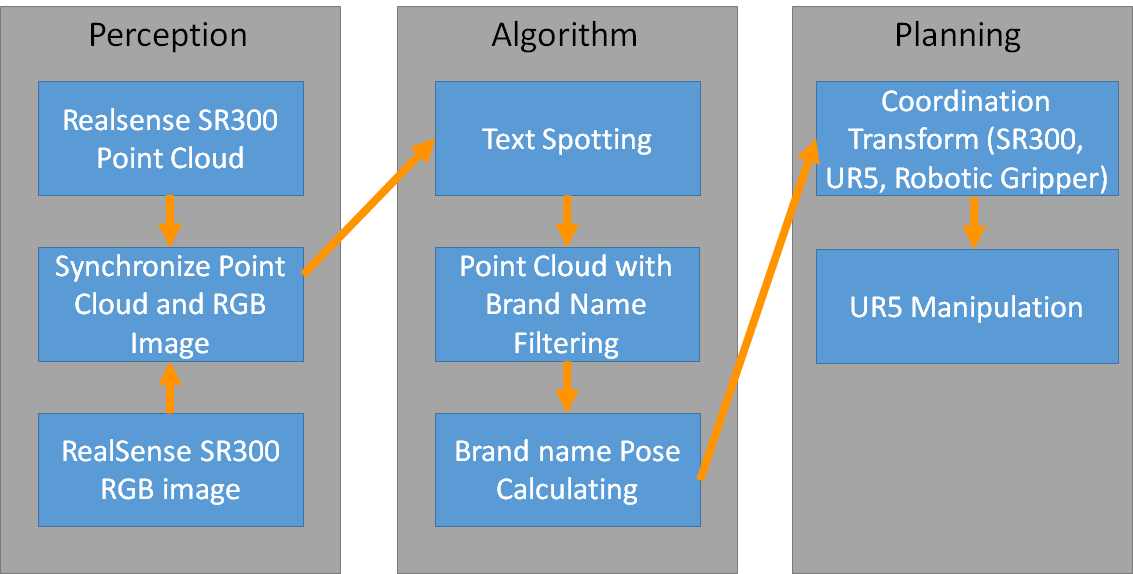 Perception
Realsense SR300
Point Cloud
Synchronize Point
Cloud and RGB
Image
RealSense SR300
RGB image
Algorithm
Text Spotting
Point Cloud with
Brand Name
Filtering
Brand name Pose
Calculating
Planning
Coordination
Transform (SR300,
UR5, Robotic Gripper)
UR5 Manipulation